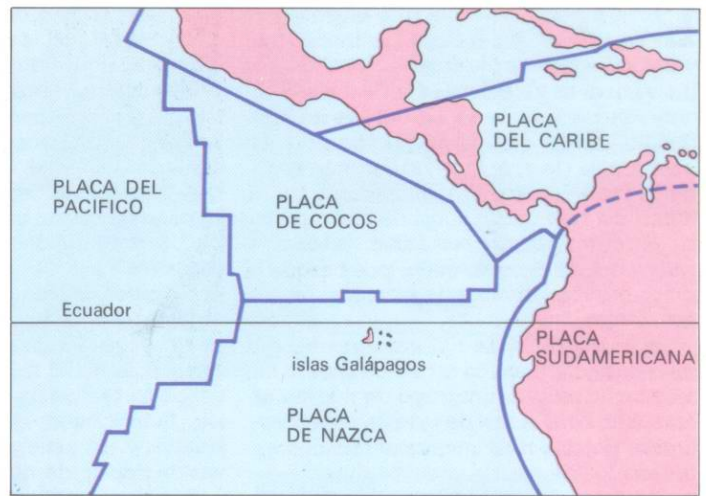 PLACA
DEL CARIBE
PLACA DEL
PACIFICO
PLACA
DE COCOS
Ecuador
islas Galápagos
PLACA
SUDAMERICANA
PLACA
DE NAZCA